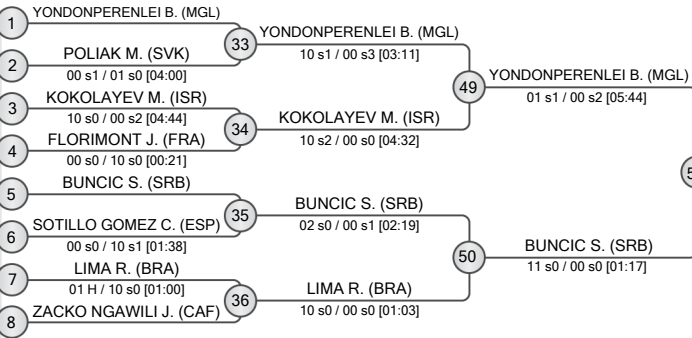 1
YONDONPERENLEI B. (MGL)
2
POLIAK M. (SVK)
00 s1 / 01 s0 [04:00]
3
KOKOLAYEV M. (ISR)
10 s0 / 00 s2 [04:44]
4
FLORIMONT J. (FRA)
00 s0 / 10 s0 [00:21]
5
BUNCIC S. (SRB)
6
SOTILLO GOMEZ C. (ESP)
00 s0 / 10 s1 [01:38]
7
LIMA R. (BRA)
01 H / 10 s0 [01:00]
8
ZACKO NGAWILI J. (CAF)
33
YONDONPERENLEI B. (MGL)
10 s1 / 00 s3 [03:11]
34
KOKOLAYEV M. (ISR)
10 s2 / 00 s0 [04:32]
35
BUNCIC S. (SRB)
02 s0 / 00 s1 [02:19]
36
LIMA R. (BRA)
10 s0 / 00 s0 [01:03]
49
YONDONPERENLEI B. (MGL)
01 s1 / 00 s2 [05:44]
50
BUNCIC S. (SRB)
11 s0 / 00 s0 [01:17]